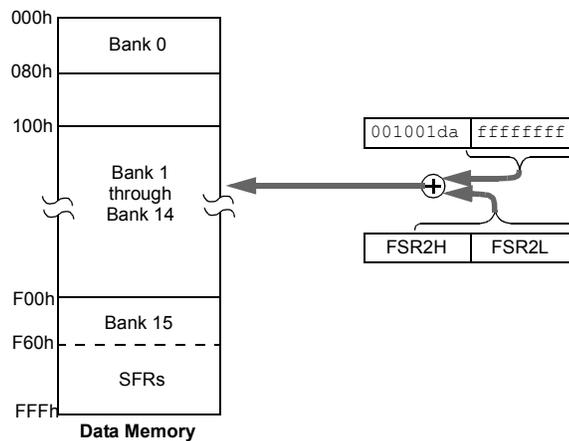 000h
Bank 0
080h
100h
001001da ffffffff
Bank 1
through
Bank 14
FSR2H FSR2L
F00h
Bank 15
F60h
SFRs
FFFh
Data Memory